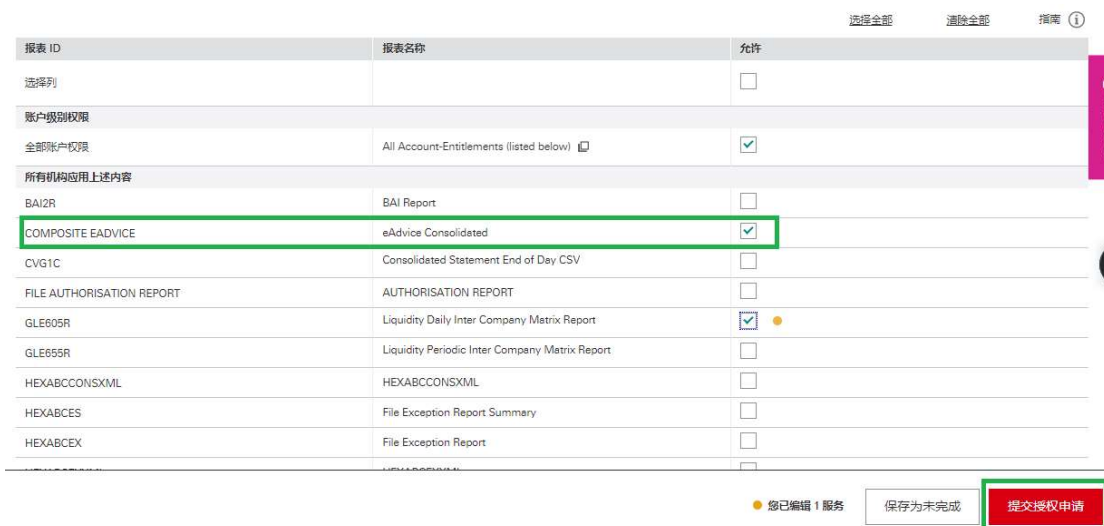 选择全部 清除全部 指南
报表 ID 报表名称 允许
选择列
账户级别权限
全部账户权限 All Account-Entitlements (listed below)
所有机构应用上述内容
BAI2R BAI Report
COMPOSITE EADVICE eAdvice Consolidated
CVG1C Consolidated Statement End of Day CSV
FILE AUTHORISATION REPORT AUTHORISATION REPORT
GLE605R Liquidity Daily Inter Company Matrix Report
GLE655R Liquidity Periodic Inter Company Matrix Report
HEXABCCONSXML HEXABCCONSXML
HEXABCES File Exception Report Summary
HEXABCEX File Exception Report
您已编辑 1 服务 保存为未完成 提交授权申请